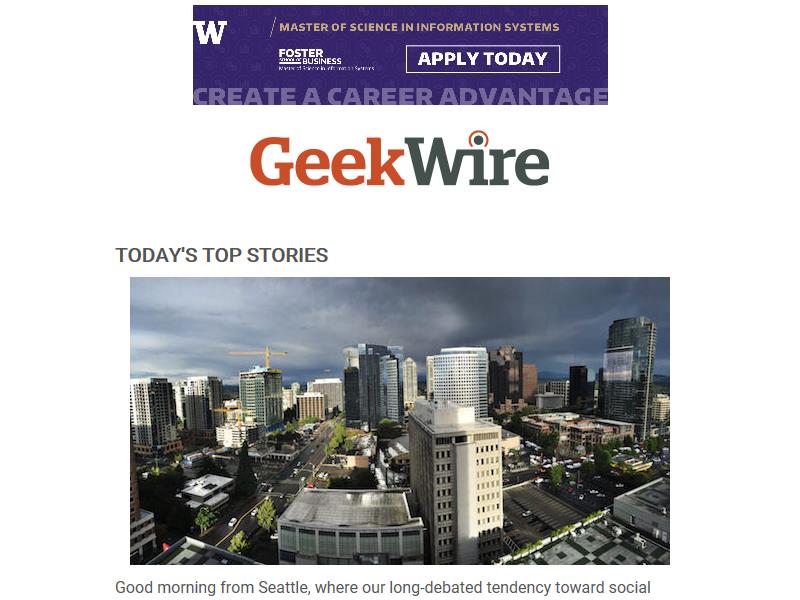 W
MASTER OF SCIENCE IN INFORMATION SYSTEMS
FOSTER
SCHOOL OF
BUSINESS
Master of Science in Information Systems
APPLY TODAY
CREATE A CAREER ADVANTAGE
GeekWire
TODAY'S TOP STORIES
Good morning from Seattle, where our long-debated tendency toward social